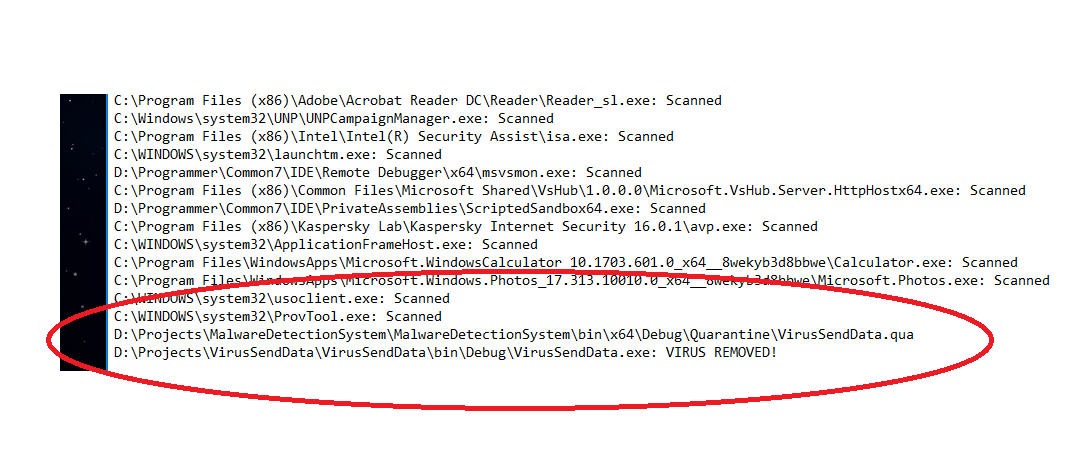 C:\Program Files (x86)\Adobe\Acrobat Reader DC\Reader\Reader_sl.exe: Scanned
C:\Windows\system32\UNP\UNPCampaignManager.exe: Scanned
C:\Program Files (x86)\Intel\Intel(R) Security Assist\isa.exe: Scanned
C:\WINDOWS\system32\launchtm.exe: Scanned
D:\Programmer\Common7\IDE\Remote Debugger\x64\msvsmon.exe: Scanned
C:\Program Files (x86)\Common Files\Microsoft Shared\VsHub\1.0.0.0\Microsoft.VsHub.Server.HttpHostx64.exe: Scanned
D:\Programmer\Common7\IDE\PrivateAssemblies\ScriptedSandbox64.exe: Scanned
C:\Program Files (x86)\Kaspersky Lab\Kaspersky Internet Security 16.0.1\avp.exe: Scanned
C:\WINDOWS\system32\ApplicationFrameHost.exe: Scanned
C:\Program Files\WindowsApps\Microsoft.WindowsCalculator_10.1703.601.0_x64__8wekyb3d8bbwe\Calculator.exe: Scanned
C:\Program Files\WindowsApps\Microsoft.Windows.Photos_17.313.10010.0_x64__8wekyb3d8bbwe\Microsoft.Photos.exe: Scanned
C:\WINDOWS\system32\usoclient.exe: Scanned
C:\WINDOWS\system32\ProvTool.exe: Scanned
D:\Projects\MalwareDetectionSystem\MalwareDetectionSystem\bin\x64\Debug\Quarantine\VirusSendData.qua
D:\Projects\VirusSendData\VirusSendData\bin\Debug\VirusSendData.exe: VIRUS REMOVED!